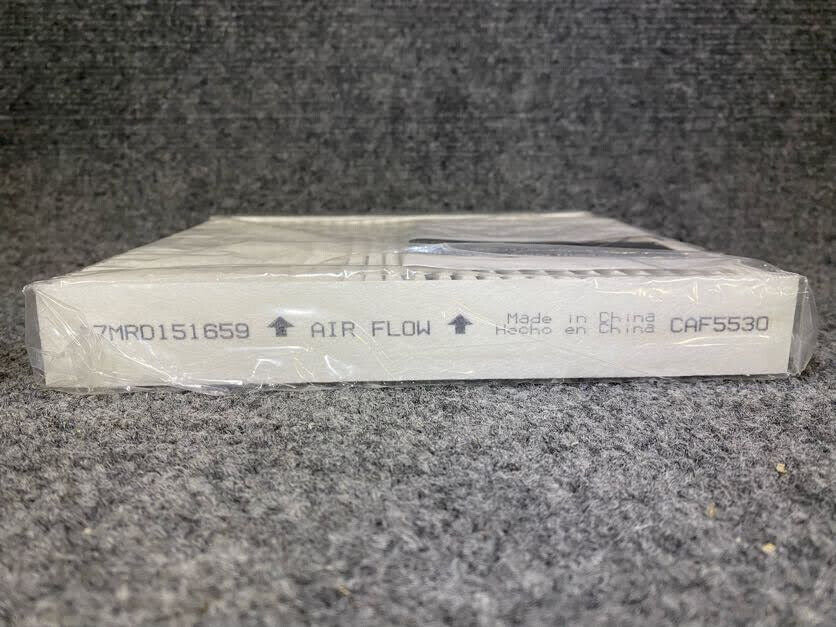 7MRD151659 ⬆ AIR FLOW ⬆ Made in China CAF5530
Hecho en China